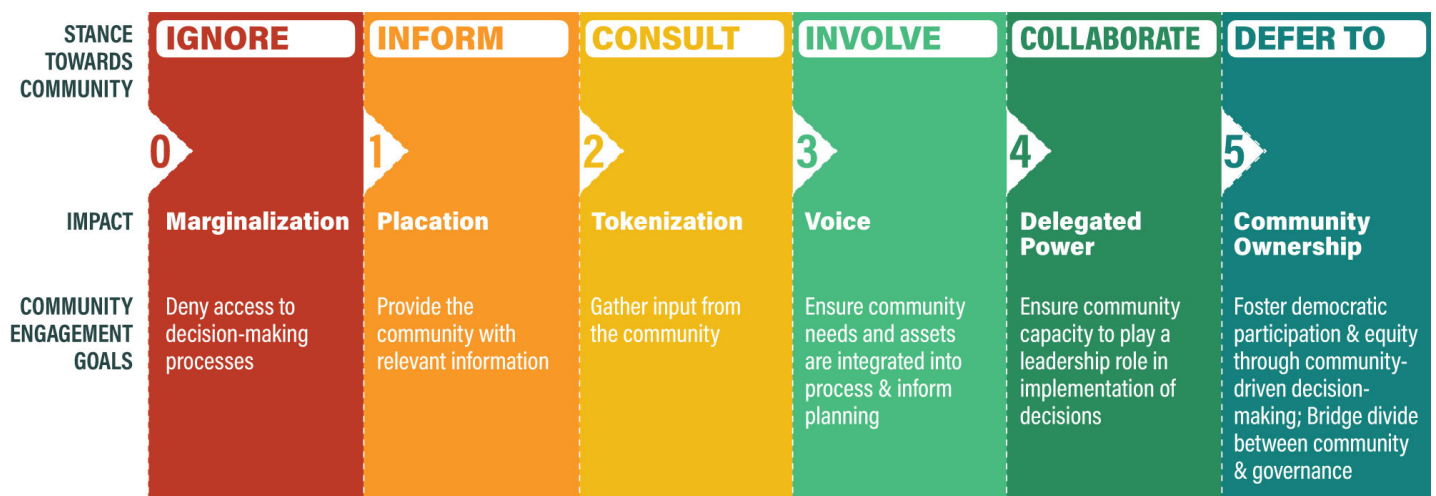 STANCE
TOWARDS
COMMUNITY
IGNORE
INFORM
CONSULT
INVOLVE
COLLABORATE
DEFER TO
0
1
2
3
4
5
IMPACT
Marginalization
Placation
Tokenization
Voice
Delegated
Power
Community
Ownership
COMMUNITY
ENGAGEMENT
GOALS
Deny access to
decision-making
processes
Provide the
community with
relevant information
Gather input from
the community
Ensure community
needs and assets
are integrated into
process & inform
planning
Ensure community
capacity to play a
leadership role in
implementation of
decisions
Foster democratic
participation & equity
through community-
driven decision-
making; Bridge divide
between community
& governance